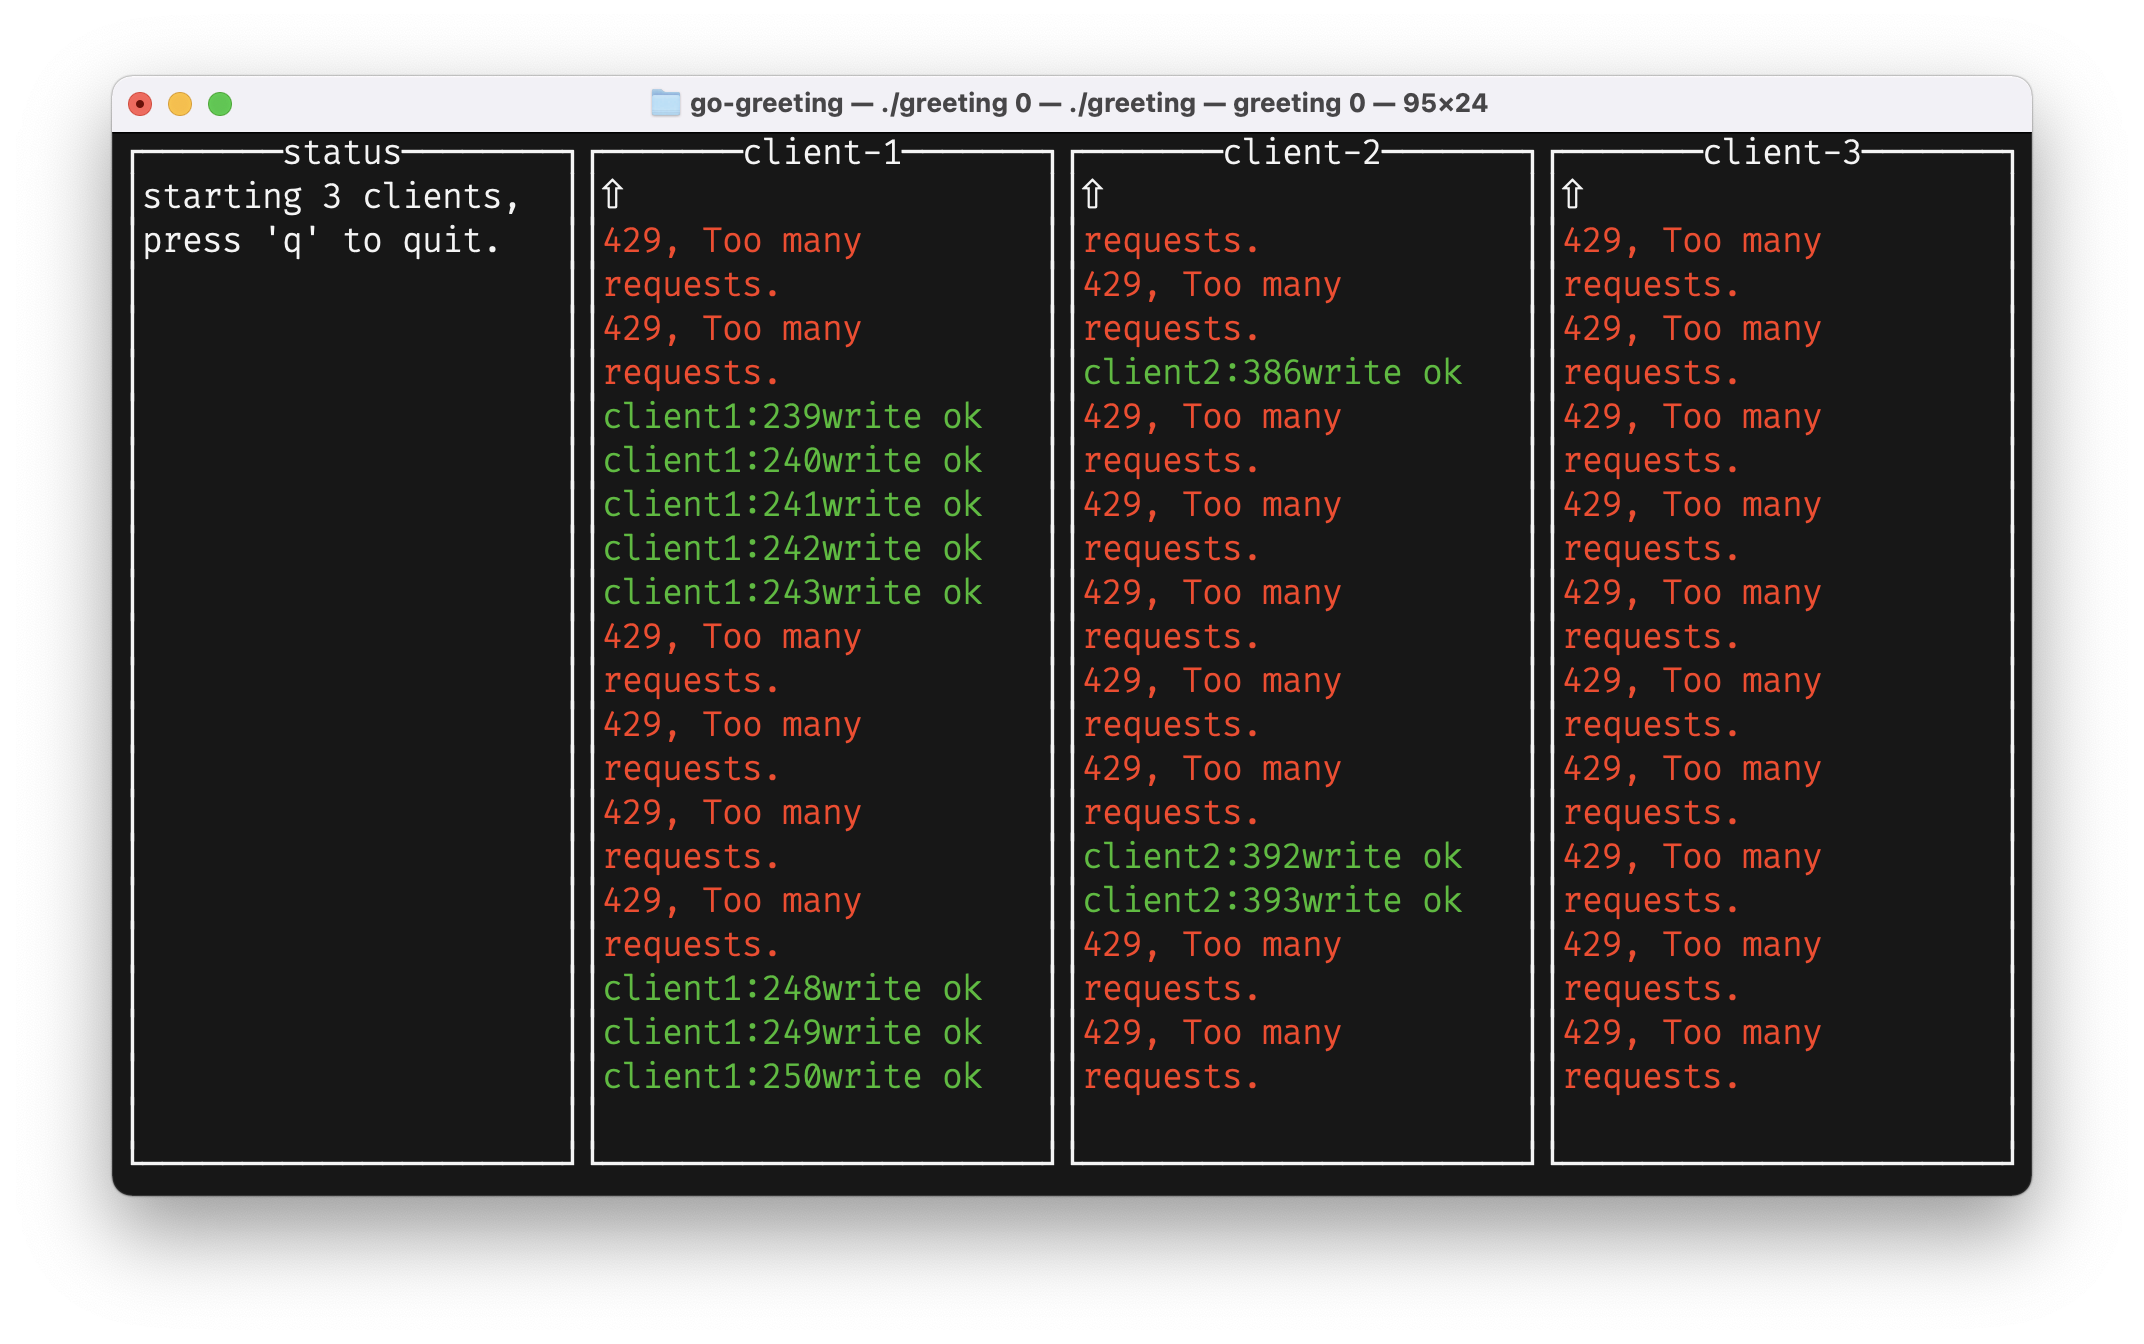 go-greeting — ./greeting 0 — ./greeting — greeting 0 — 95×24
status
starting 3 clients,
press 'q' to quit.
client-1
⇧
429, Too many
requests.
429, Too many
requests.
client1:239write ok
client1:240write ok
client1:241write ok
client1:242write ok
client1:243write ok
429, Too many
requests.
429, Too many
requests.
429, Too many
requests.
429, Too many
requests.
client1:248write ok
client1:249write ok
client1:250write ok
client-2
⇧
requests.
429, Too many
requests.
client2:386write ok
429, Too many
requests.
429, Too many
requests.
429, Too many
requests.
429, Too many
requests.
429, Too many
requests.
client2:392write ok
client2:393write ok
429, Too many
requests.
429, Too many
requests.
client-3
⇧
429, Too many
requests.
429, Too many
requests.
429, Too many
requests.
429, Too many
requests.
429, Too many
requests.
429, Too many
requests.
429, Too many
requests.
429, Too many
requests.
429, Too many
requests.
429, Too many
requests.